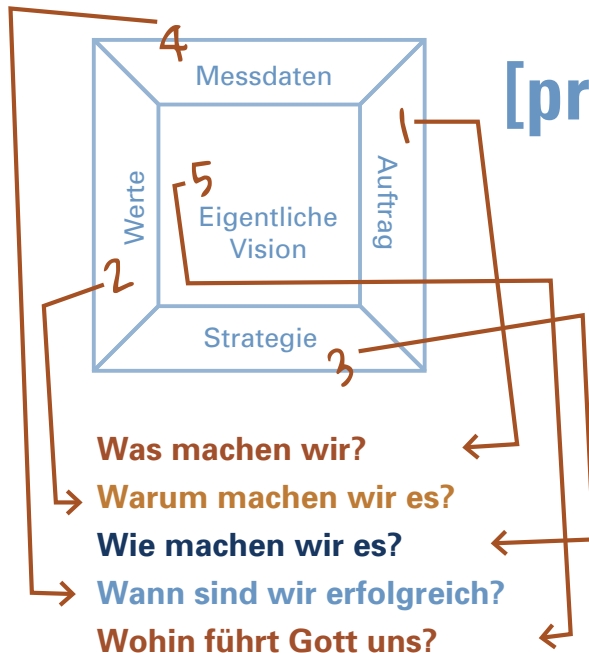 4
Messdaten
[pr
1
5
Werte
Auftrag
Eigentliche
Vision
2
Strategie
3
Was machen wir?
Warum machen wir es?
Wie machen wir es?
Wann sind wir erfolgreich?
Wohin führt Gott uns?